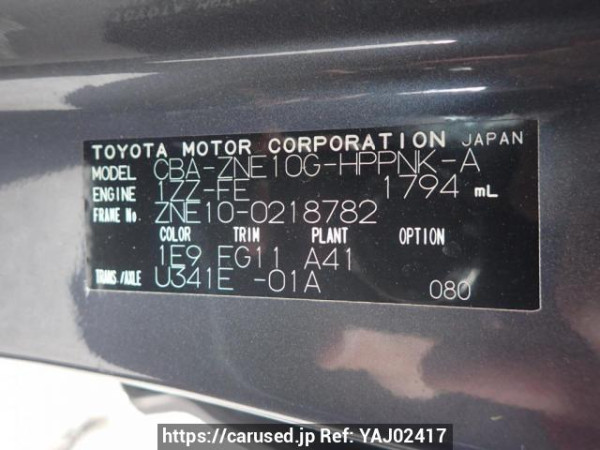 TOYOTA MOTOR CORPORATION JAPAN
MODEL CBA-ZNE10G-HPPNK-A
ENGINE 1ZZ-FE 1794 mL
FRAME No. ZNE10-0218782
COLOR TRIM PLANT OPTION
1E9 FG11 A41
TRANS./AXLE U341E -01A 080
https://carused.jp Ref: YAJ02417